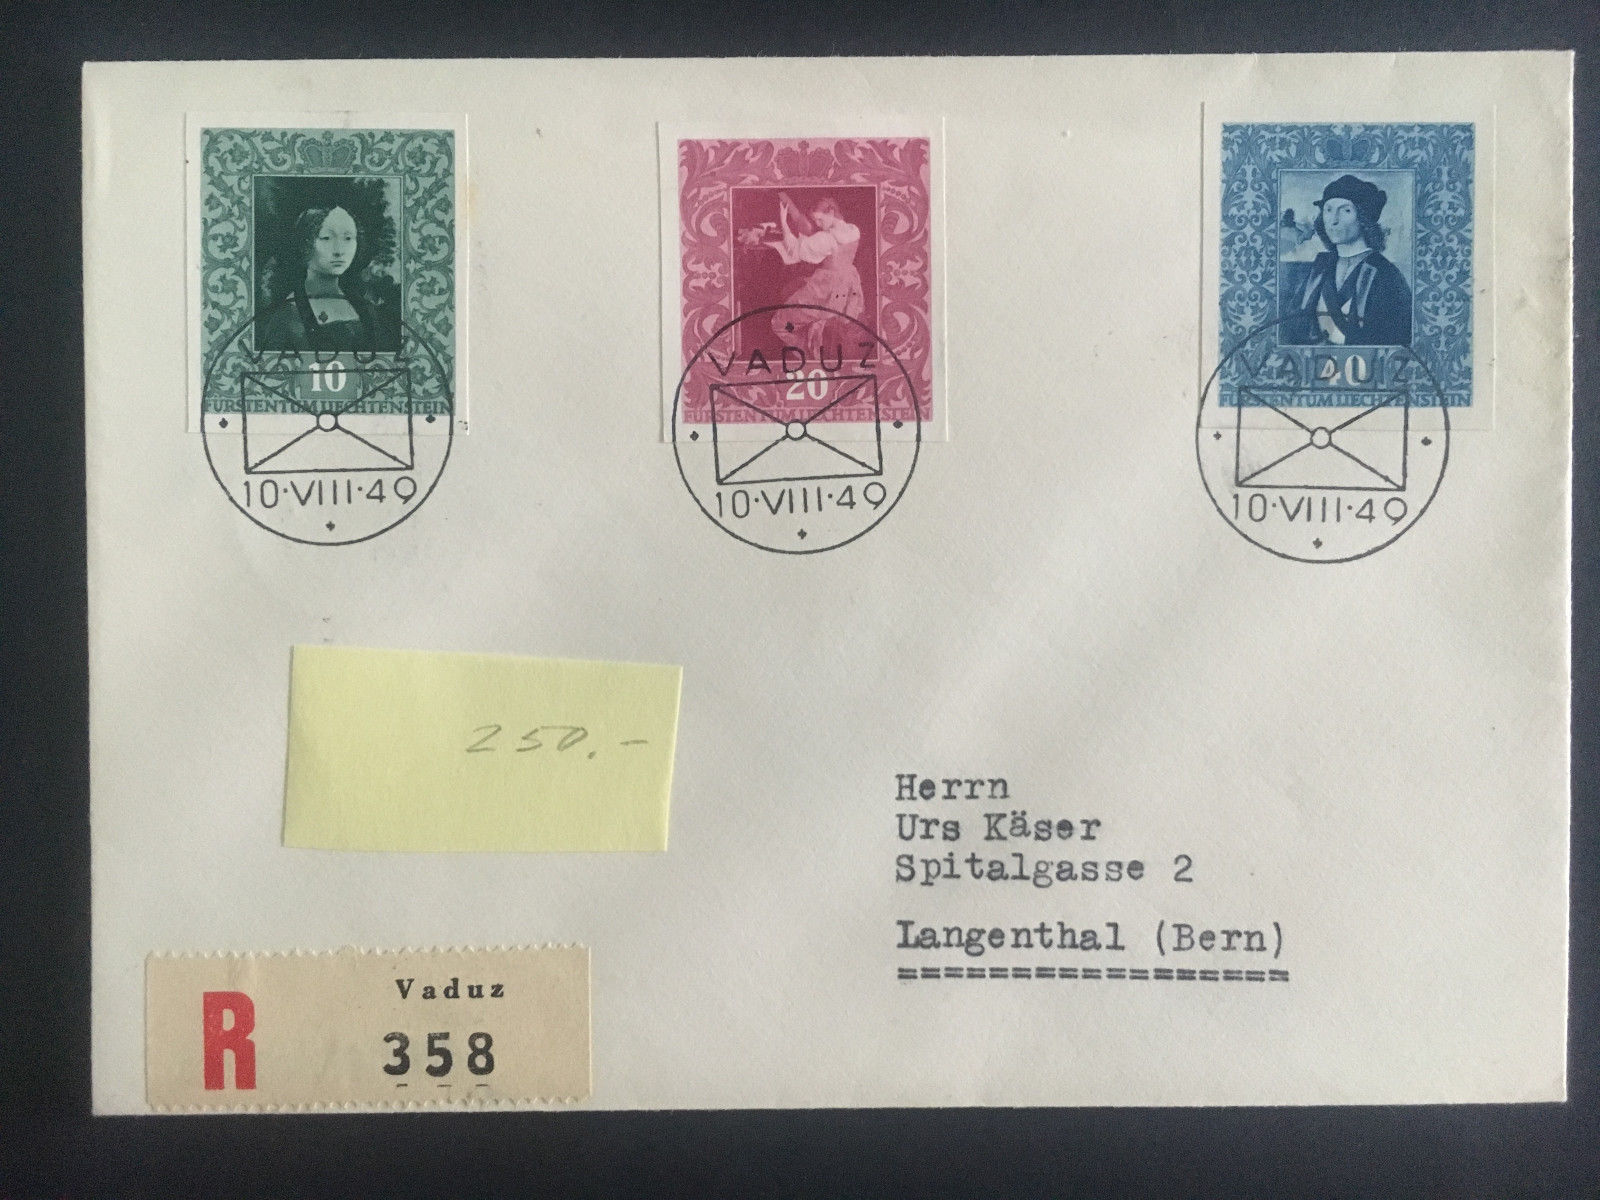 10
FÜRSTENTUM LIECHTENSTEIN
VADUZ
10·VIII·49
20
FÜRSTENTUM LIECHTENSTEIN
VADUZ
10·VIII·49
40
FÜRSTENTUM LIECHTENSTEIN
VADUZ
10·VIII·49
250.-
Herrn
Urs Käser
Spitalgasse 2
Langenthal (Bern)
==================
R
Vaduz
358